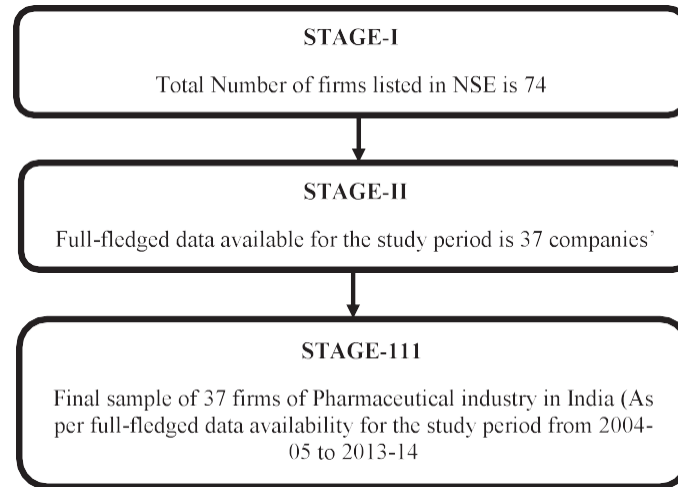 STAGE-I
Total Number of firms listed in NSE is 74
STAGE-II
Full-fledged data available for the study period is 37 companies’
STAGE-111
Final sample of 37 firms of Pharmaceutical industry in India (As
per full-fledged data availability for the study period from 2004-
05 to 2013-14